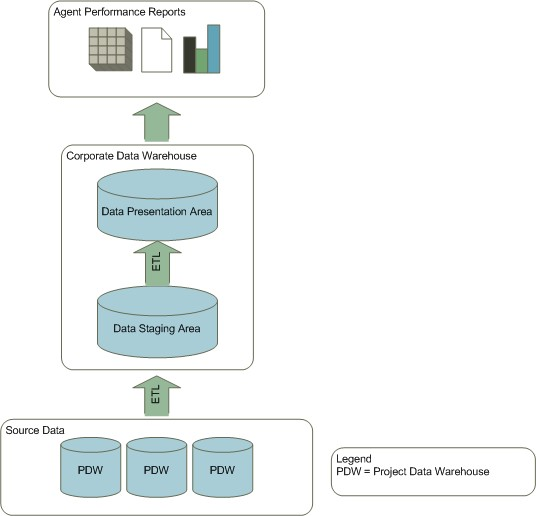 Agent Performance Reports
Corporate Data Warehouse
Data Presentation Area
ETL
Data Staging Area
ETL
Source Data
PDW
PDW
PDW
Legend
PDW = Project Data Warehouse